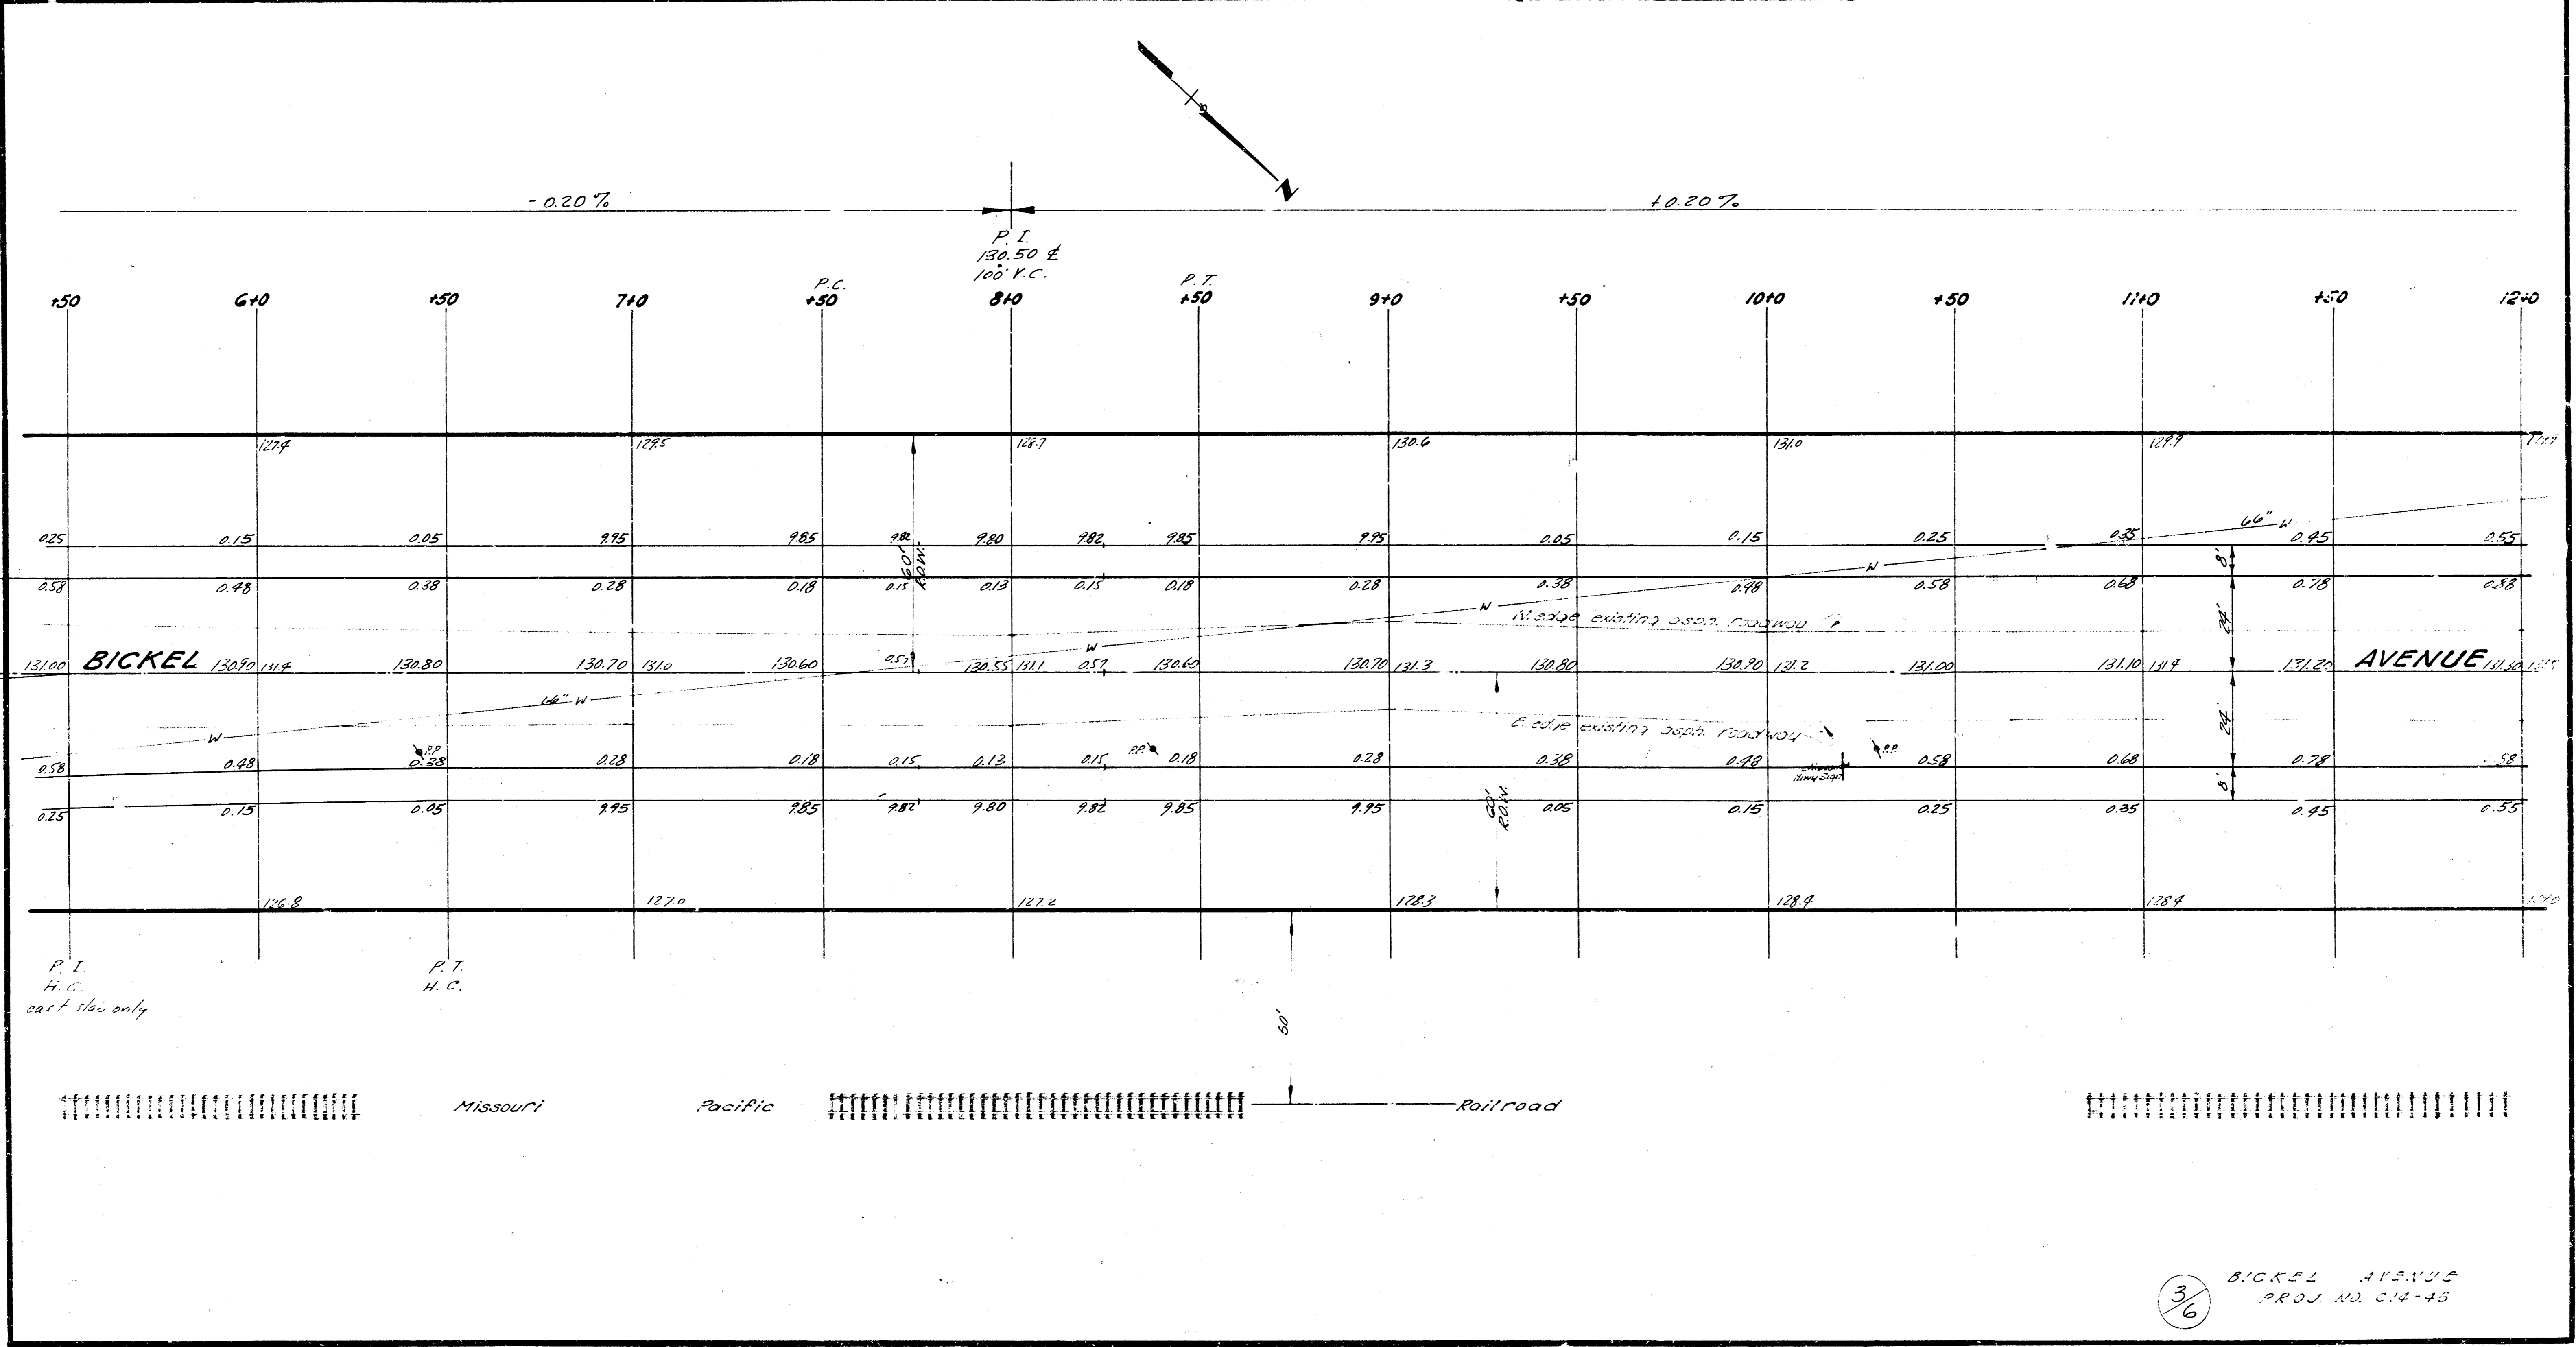 N
- 0.20 %
+0.20 %
P. I.
130.50 ℄
100' V.C.
P.C.
P.T.
+50 6+0 +50 7+0 +50 8+0 +50 9+0 +50 10+0 +50 11+0 +50 12+0
127.4 129.5 128.7 130.6 131.0 129.9
66" W
0.25 0.15 0.05 9.95 9.85 9.82 9.80 9.82 9.85 9.95 0.05 0.15 0.25 0.35 0.45 0.55
60'
R.O.W.
8'
W
0.58 0.48 0.38 0.28 0.18 0.15 0.13 0.15 0.18 0.28 0.38 0.48 0.58 0.68 0.78 0.88
W
W. edge existing asph. roadway
24'
W
131.00 BICKEL 130.90 131.4 130.80 130.70 131.0 130.60 0.57 130.55 131.1 0.57 130.60 130.70 131.3 130.80 130.90 131.2 131.00 131.10 131.4 131.20 AVENUE 131.30
66" W
E. edge existing asph. roadway
24'
W
P.P. P.P. P.P.
0.58 0.48 0.38 0.28 0.18 0.15 0.13 0.15 0.18 0.28 0.38 0.48 0.58 0.68 0.78
Hwy Sign
8'
60'
R.O.W.
0.25 0.15 0.05 9.95 9.85 9.82 9.80 9.82 9.85 9.95 0.05 0.15 0.25 0.35 0.45 0.55
126.8 127.0 127.2 128.3 128.4 128.4
P. I.
H. C.
east slab only
P. T.
H. C.
60'
Missouri Pacific Railroad
3/6
BICKEL AVENUE
PROJ. NO. C14-45